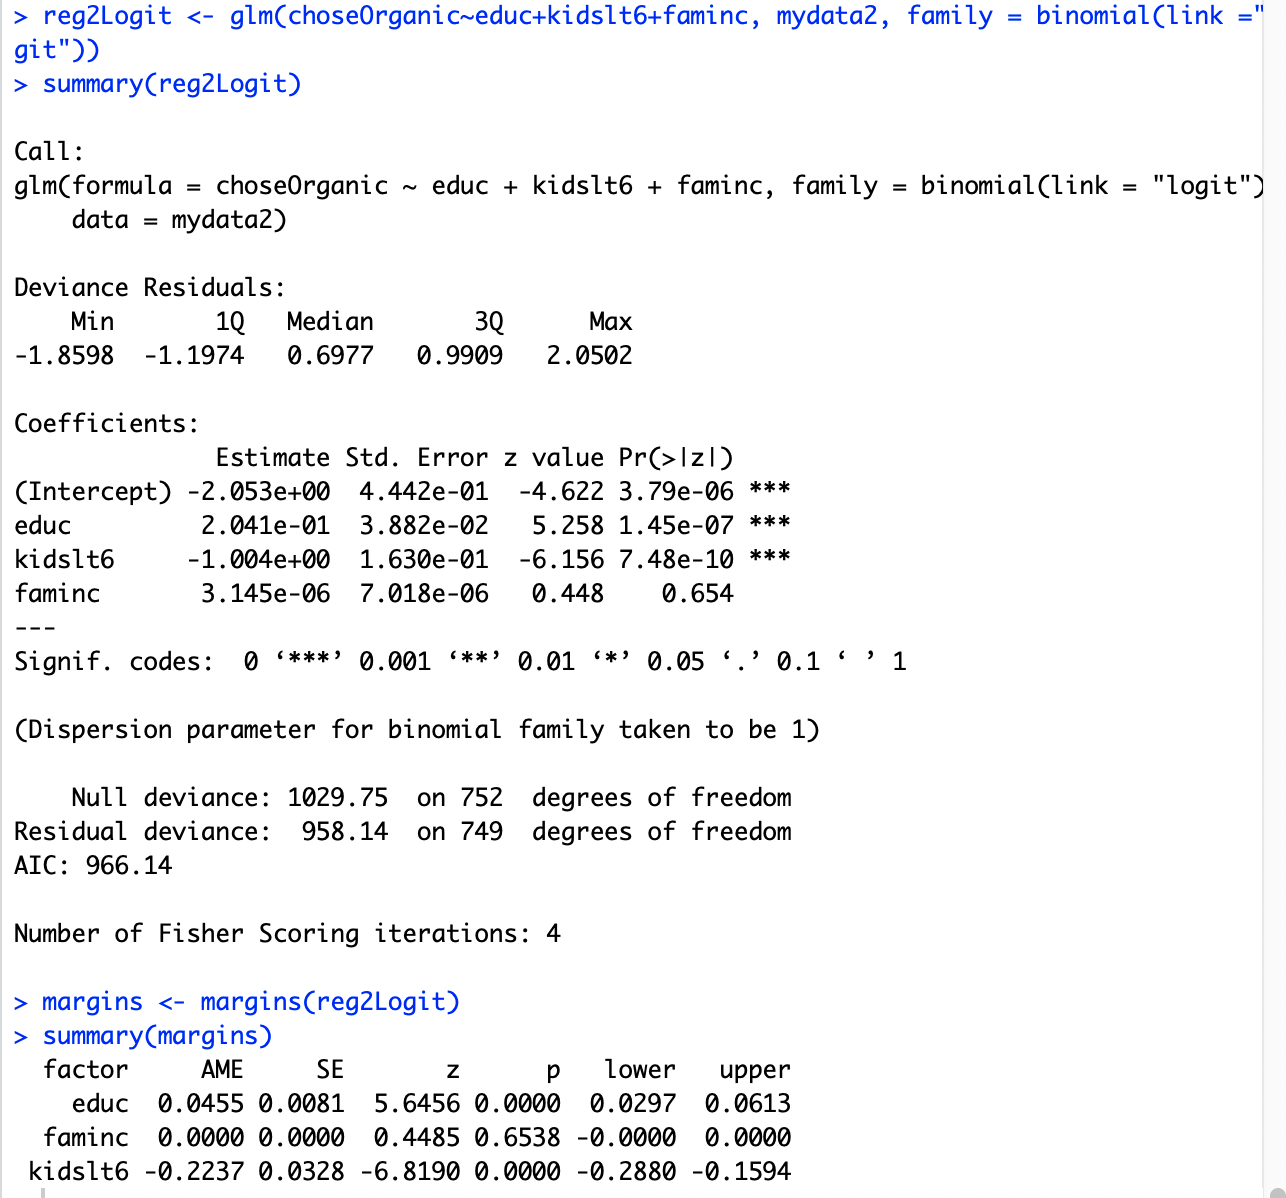 > reg2Logit <- glm(choseOrganic~educ+kidslt6+faminc, mydata2, family = binomial(link ="
git"))
> summary(reg2Logit)
Call:
glm(formula = choseOrganic ~ educ + kidslt6 + faminc, family = binomial(link = "logit")
    data = mydata2)
Deviance Residuals:
    Min       1Q   Median       3Q      Max
-1.8598  -1.1974   0.6977   0.9909   2.0502
Coefficients:
              Estimate Std. Error z value Pr(>|z|)
(Intercept) -2.053e+00  4.442e-01  -4.622 3.79e-06 ***
educ         2.041e-01  3.882e-02   5.258 1.45e-07 ***
kidslt6     -1.004e+00  1.630e-01  -6.156 7.48e-10 ***
faminc       3.145e-06  7.018e-06   0.448    0.654
---
Signif. codes:  0 ‘***’ 0.001 ‘**’ 0.01 ‘*’ 0.05 ‘.’ 0.1 ‘ ’ 1
(Dispersion parameter for binomial family taken to be 1)
    Null deviance: 1029.75  on 752  degrees of freedom
Residual deviance:  958.14  on 749  degrees of freedom
AIC: 966.14
Number of Fisher Scoring iterations: 4
> margins <- margins(reg2Logit)
> summary(margins)
  factor     AME     SE       z      p   lower   upper
    educ  0.0455 0.0081  5.6456 0.0000  0.0297  0.0613
  faminc  0.0000 0.0000  0.4485 0.6538 -0.0000  0.0000
 kidslt6 -0.2237 0.0328 -6.8190 0.0000 -0.2880 -0.1594